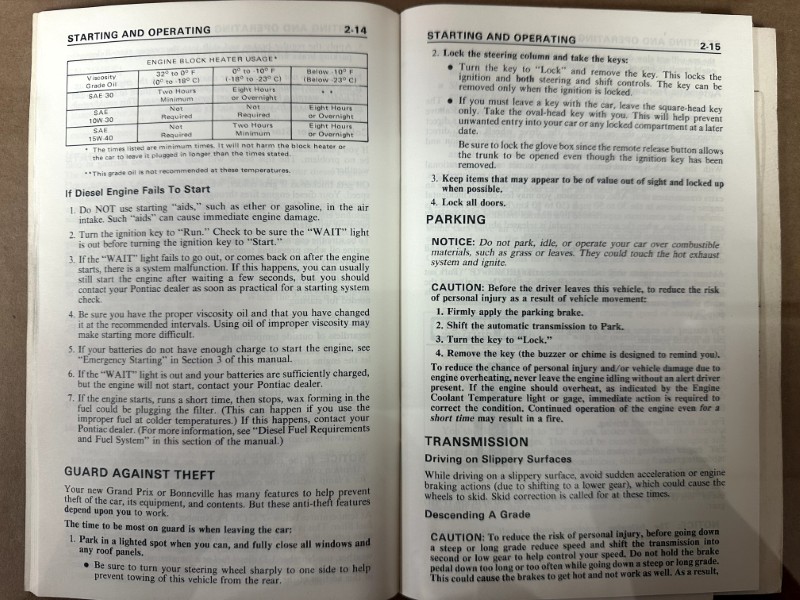 STARTING AND OPERATING 2-14
ENGINE BLOCK HEATER USAGE*
Viscosity Grade Oil | 32° to 0° F (0° to -18° C) | 0° to -10° F (-18° to -23° C) | Below -10° F (Below -23° C)
SAE 30 | Two Hours Minimum | Eight Hours or Overnight | **
SAE 10W-30 | Not Required | Not Required | Eight Hours or Overnight
SAE 15W-40 | Not Required | Two Hours Minimum | Eight Hours or Overnight
* The times listed are minimum times. It will not harm the block heater or
the car to leave it plugged in longer than the times stated.
**This grade oil is not recommended at these temperatures.
If Diesel Engine Fails To Start
1. Do NOT use starting “aids,” such as ether or gasoline, in the air
intake. Such “aids” can cause immediate engine damage.
2. Turn the ignition key to “Run.” Check to be sure the “WAIT” light
is out before turning the ignition key to “Start.”
3. If the “WAIT” light fails to go out, or comes back on after the engine
starts, there is a system malfunction. If this happens, you can usually
still start the engine after waiting a few seconds, but you should
contact your Pontiac dealer as soon as practical for a starting system
check.
4. Be sure you have the proper viscosity oil and that you have changed
it at the recommended intervals. Using oil of improper viscosity may
make starting more difficult.
5. If your batteries do not have enough charge to start the engine, see
“Emergency Starting” in Section 3 of this manual.
6. If the “WAIT” light is out and your batteries are sufficiently charged,
but the engine will not start, contact your Pontiac dealer.
7. If the engine starts, runs a short time, then stops, wax forming in the
fuel could be plugging the filter. (This can happen if you use the
improper fuel at colder temperatures.) If this happens, contact your
Pontiac dealer. (For more information, see “Diesel Fuel Requirements
and Fuel System” in this section of the manual.)
GUARD AGAINST THEFT
Your new Grand Prix or Bonneville has many features to help prevent
theft of the car, its equipment, and contents. But these anti-theft features
depend upon you to work.
The time to be most on guard is when leaving the car:
1. Park in a lighted spot when you can, and fully close all windows and
any roof panels.
• Be sure to turn your steering wheel sharply to one side to help
prevent towing of this vehicle from the rear.
STARTING AND OPERATING 2-15
2. Lock the steering column and take the keys:
• Turn the key to “Lock” and remove the key. This locks the
ignition and both steering and shift controls. The key can be
removed only when the ignition is locked.
• If you must leave a key with the car, leave the square-head key
only. Take the oval-head key with you. This will help prevent
unwanted entry into your car or any locked compartment at a later
date.
Be sure to lock the glove box since the remote release button allows
the trunk to be opened even though the ignition key has been
removed.
3. Keep items that may appear to be of value out of sight and locked up
when possible.
4. Lock all doors.
PARKING
NOTICE: Do not park, idle, or operate your car over combustible
materials, such as grass or leaves. They could touch the hot exhaust
system and ignite.
CAUTION: Before the driver leaves this vehicle, to reduce the risk
of personal injury as a result of vehicle movement:
1. Firmly apply the parking brake.
2. Shift the automatic transmission to Park.
3. Turn the key to “Lock.”
4. Remove the key (the buzzer or chime is designed to remind you).
To reduce the chance of personal injury and/or vehicle damage due to
engine overheating, never leave the engine idling without an alert driver
present. If the engine should overheat, as indicated by the Engine
Coolant Temperature light or gage, immediate action is required to
correct the condition. Continued operation of the engine even for a
short time may result in a fire.
TRANSMISSION
Driving on Slippery Surfaces
While driving on a slippery surface, avoid sudden acceleration or engine
braking actions (due to shifting to a lower gear), which could cause the
wheels to skid. Skid correction is called for at these times.
Descending A Grade
CAUTION: To reduce the risk of personal injury, before going down
a steep or long grade reduce speed and shift the transmission into
second or low gear to help control your speed. Do not hold the brake
pedal down too long or too often while going down a steep or long grade.
This could cause the brakes to get hot and not work as well. As a result,